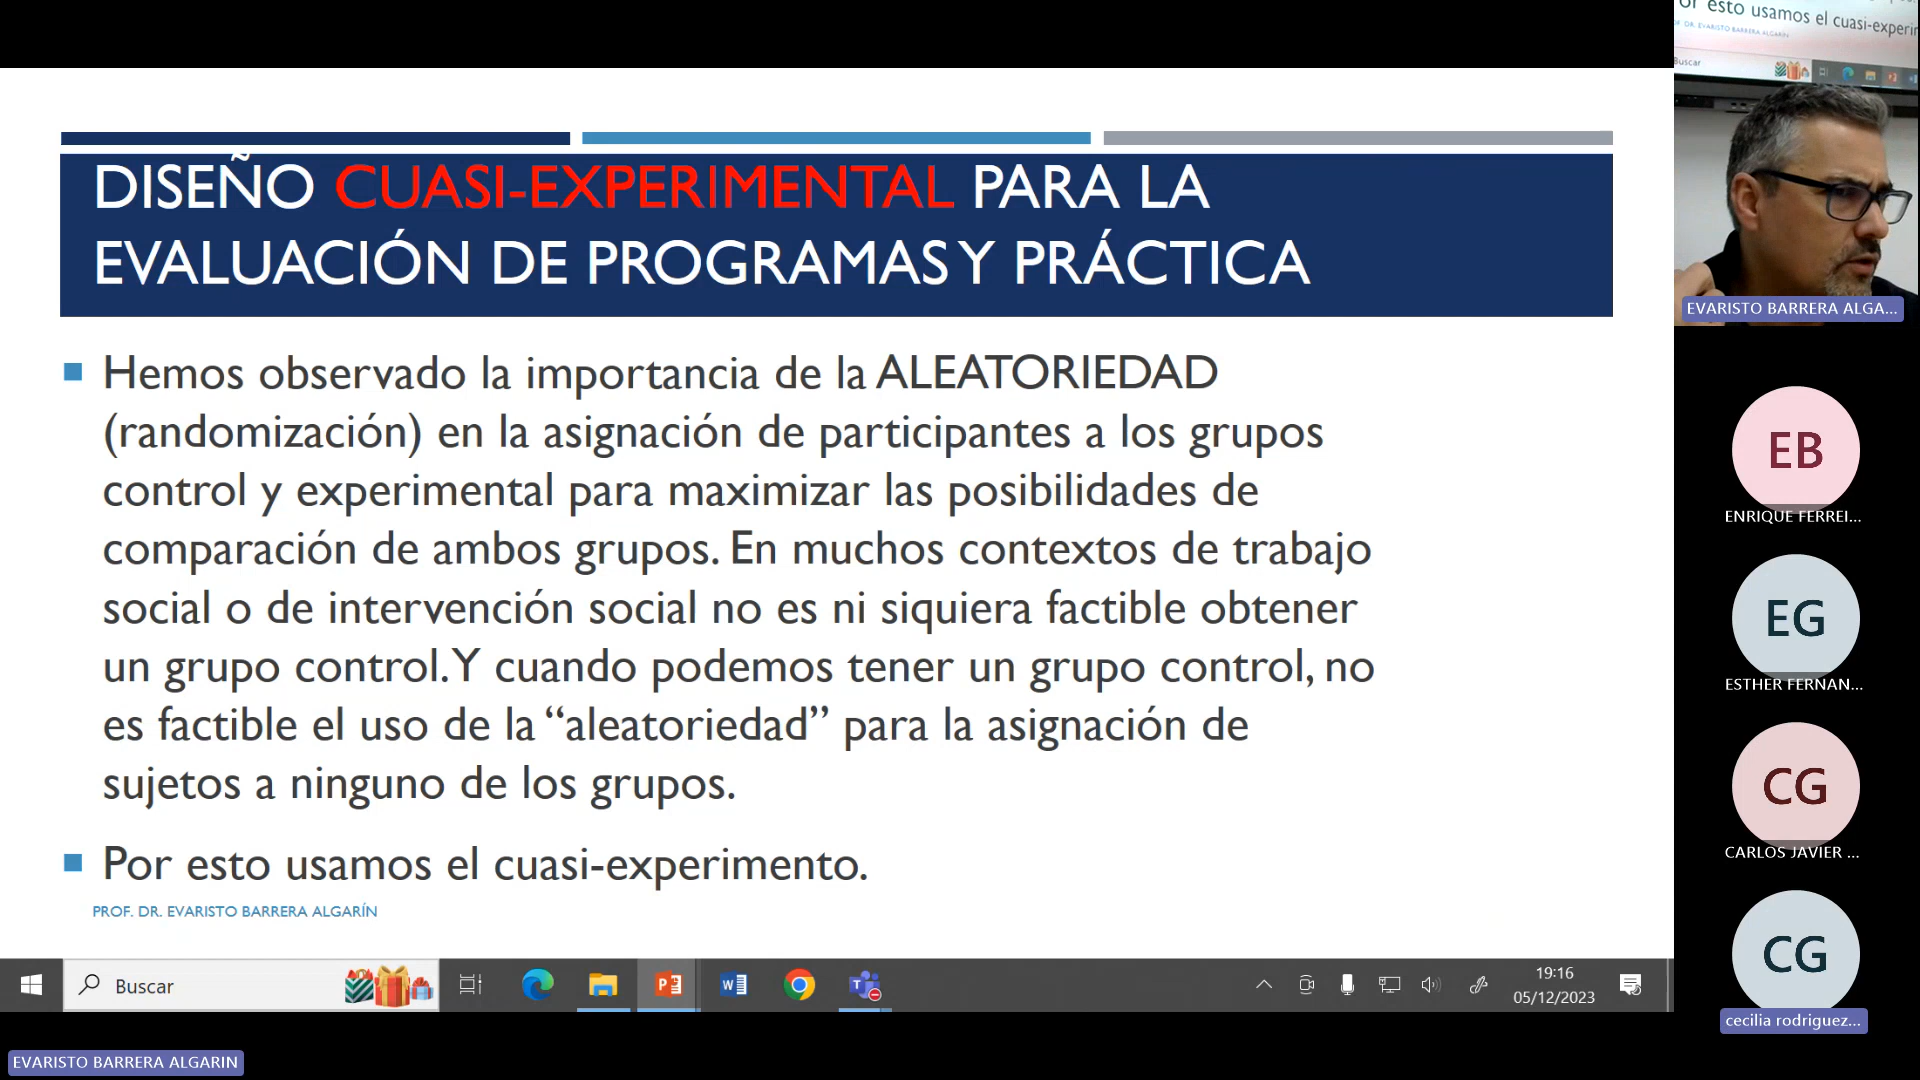 DISEÑO CUASI-EXPERIMENTAL PARA LA
EVALUACIÓN DE PROGRAMAS Y PRÁCTICA
Hemos observado la importancia de la ALEATORIEDAD
(randomización) en la asignación de participantes a los grupos
control y experimental para maximizar las posibilidades de
comparación de ambos grupos. En muchos contextos de trabajo
social o de intervención social no es ni siquiera factible obtener
un grupo control. Y cuando podemos tener un grupo control, no
es factible el uso de la “aleatoriedad” para la asignación de
sujetos a ninguno de los grupos.
Por esto usamos el cuasi-experimento.
PROF. DR. EVARISTO BARRERA ALGARÍN
Buscar
19:16
05/12/2023
EVARISTO BARRERA ALGARIN
or esto usamos el cuasi-experim
DR. EVARISTO BARRERA ALGARÍN
Buscar
EVARISTO BARRERA ALGA...
EB
ENRIQUE FERREI...
EG
ESTHER FERNAN...
CG
CARLOS JAVIER ...
CG
cecilia rodriguez...